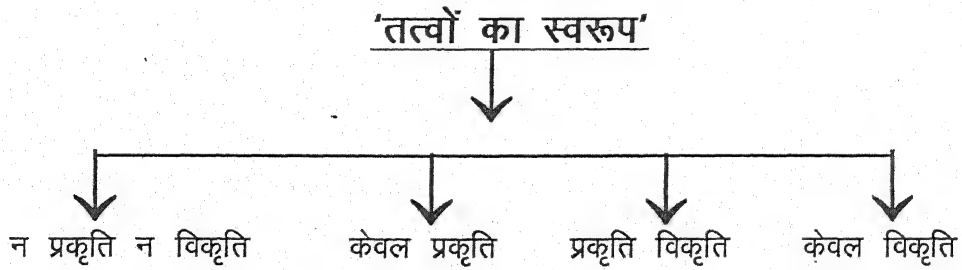 'तत्वों का स्वरूप'
न प्रकृति न विकृति केवल प्रकृति प्रकृति विकृति केवल विकृति